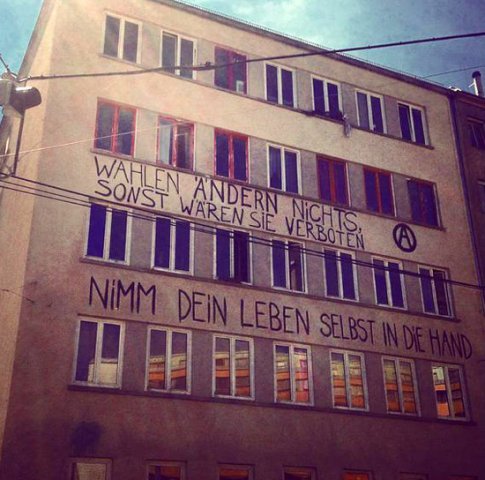 WAHLEN ÄNDERN NiCHTS,
SONST WÄREN SiE VERBOTEN
A
NiMM DEiN LEBEN SELBST iN DiE HAND